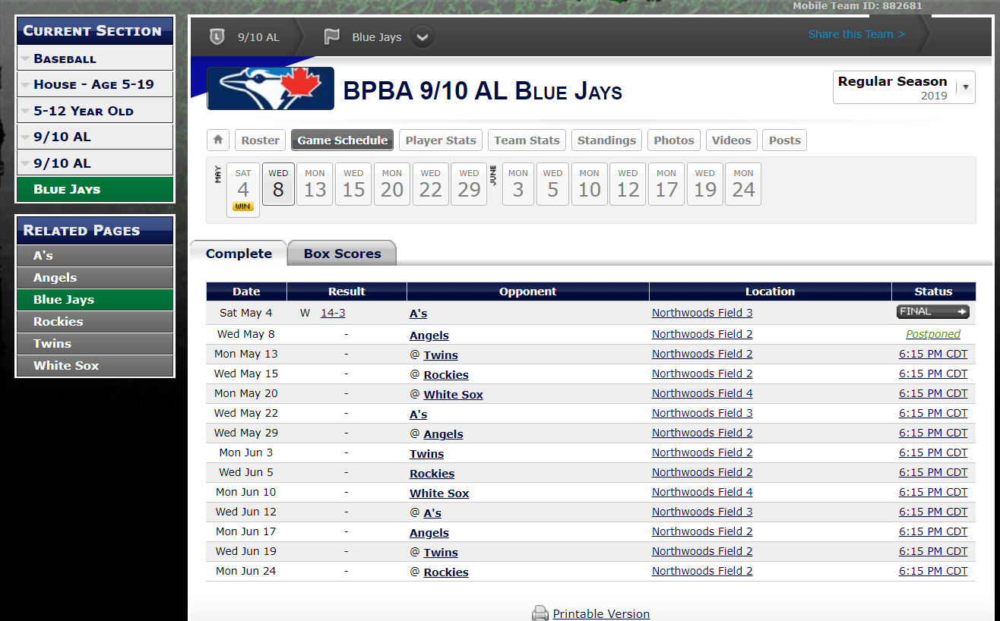 Mobile Team ID: 882681
CURRENT SECTION
BASEBALL
HOUSE - AGE 5-19
5-12 YEAR OLD
9/10 AL
9/10 AL
BLUE JAYS
RELATED PAGES
A's
Angels
Blue Jays
Rockies
Twins
White Sox
L 9/10 AL Blue Jays Share this Team >
BPBA 9/10 AL BLUE JAYS
Regular Season
2019
Roster Game Schedule Player Stats Team Stats Standings Photos Videos Posts
MAY SAT WED MON WED MON WED WED JUNE MON WED MON WED MON WED MON
4 8 13 15 20 22 29 3 5 10 12 17 19 24
WIN
Complete Box Scores
Date Result Opponent Location Status
Sat May 4 W 14-3 A's Northwoods Field 3 FINAL
Wed May 8 - Angels Northwoods Field 2 Postponed
Mon May 13 - @ Twins Northwoods Field 2 6:15 PM CDT
Wed May 15 - @ Rockies Northwoods Field 2 6:15 PM CDT
Mon May 20 - @ White Sox Northwoods Field 4 6:15 PM CDT
Wed May 22 - A's Northwoods Field 3 6:15 PM CDT
Wed May 29 - @ Angels Northwoods Field 2 6:15 PM CDT
Mon Jun 3 - Twins Northwoods Field 2 6:15 PM CDT
Wed Jun 5 - Rockies Northwoods Field 2 6:15 PM CDT
Mon Jun 10 - White Sox Northwoods Field 4 6:15 PM CDT
Wed Jun 12 - @ A's Northwoods Field 3 6:15 PM CDT
Mon Jun 17 - Angels Northwoods Field 2 6:15 PM CDT
Wed Jun 19 - @ Twins Northwoods Field 2 6:15 PM CDT
Mon Jun 24 - @ Rockies Northwoods Field 2 6:15 PM CDT
Printable Version